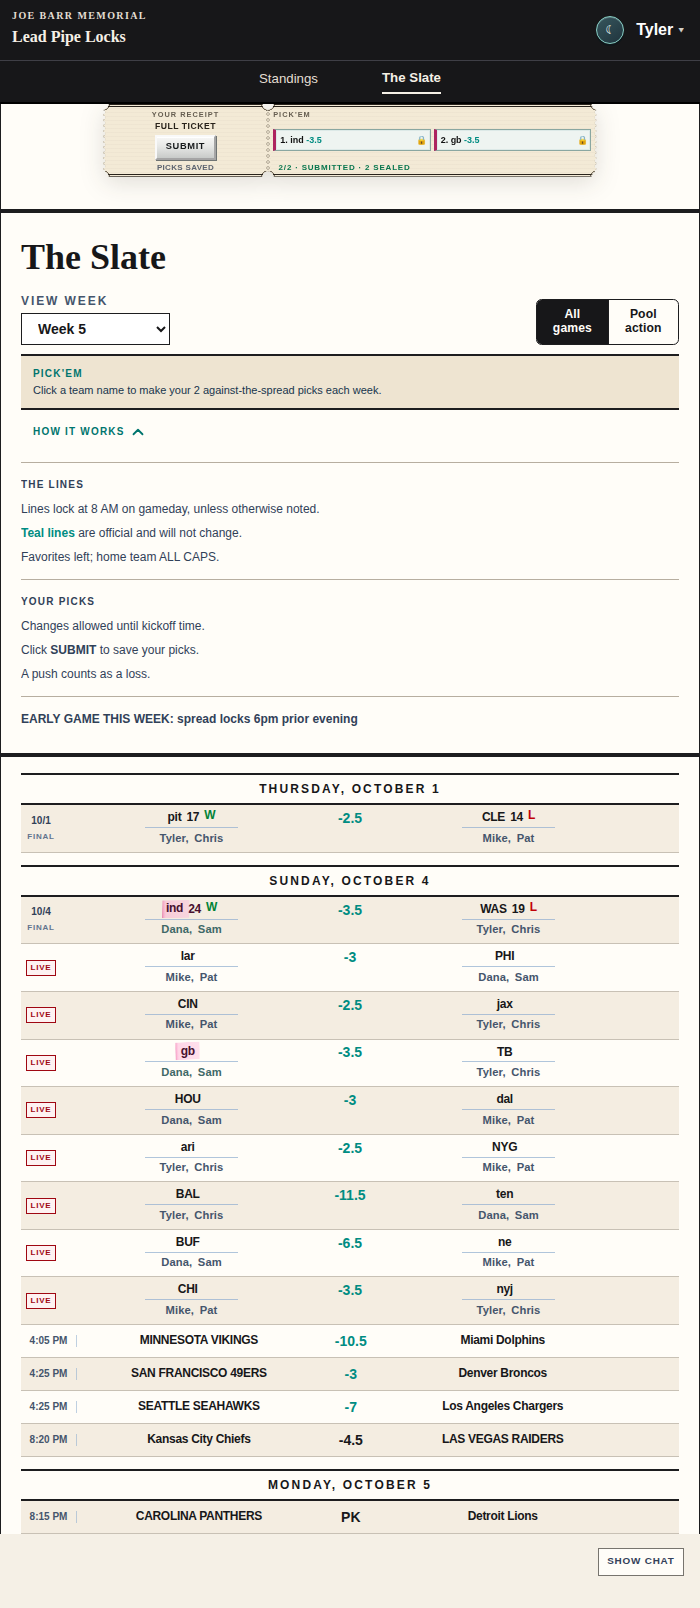 JOE BARR MEMORIAL
Lead Pipe Locks
Tyler
Standings
The Slate
YOUR RECEIPT
FULL TICKET
SUBMIT
PICKS SAVED
PICK'EM
1. ind -3.5
2. gb -3.5
2/2 · SUBMITTED · 2 SEALED
The Slate
VIEW WEEK
Week 5
All games
Pool action
PICK'EM
Click a team name to make your 2 against-the-spread picks each week.
HOW IT WORKS
THE LINES
Lines lock at 8 AM on gameday, unless otherwise noted.
Teal lines are official and will not change.
Favorites left; home team ALL CAPS.
YOUR PICKS
Changes allowed until kickoff time.
Click SUBMIT to save your picks.
A push counts as a loss.
EARLY GAME THIS WEEK: spread locks 6pm prior evening
THURSDAY, OCTOBER 1
10/1 FINAL
pit 17 W -2.5 CLE 14 L
Tyler, Chris Mike, Pat
SUNDAY, OCTOBER 4
10/4 FINAL
ind 24 W -3.5 WAS 19 L
Dana, Sam Tyler, Chris
LIVE lar -3 PHI
Mike, Pat Dana, Sam
LIVE CIN -2.5 jax
Mike, Pat Tyler, Chris
LIVE gb -3.5 TB
Dana, Sam Tyler, Chris
LIVE HOU -3 dal
Dana, Sam Mike, Pat
LIVE ari -2.5 NYG
Tyler, Chris Mike, Pat
LIVE BAL -11.5 ten
Tyler, Chris Dana, Sam
LIVE BUF -6.5 ne
Dana, Sam Mike, Pat
LIVE CHI -3.5 nyj
Mike, Pat Tyler, Chris
4:05 PM MINNESOTA VIKINGS -10.5 Miami Dolphins
4:25 PM SAN FRANCISCO 49ERS -3 Denver Broncos
4:25 PM SEATTLE SEAHAWKS -7 Los Angeles Chargers
8:20 PM Kansas City Chiefs -4.5 LAS VEGAS RAIDERS
MONDAY, OCTOBER 5
8:15 PM CAROLINA PANTHERS PK Detroit Lions
SHOW CHAT